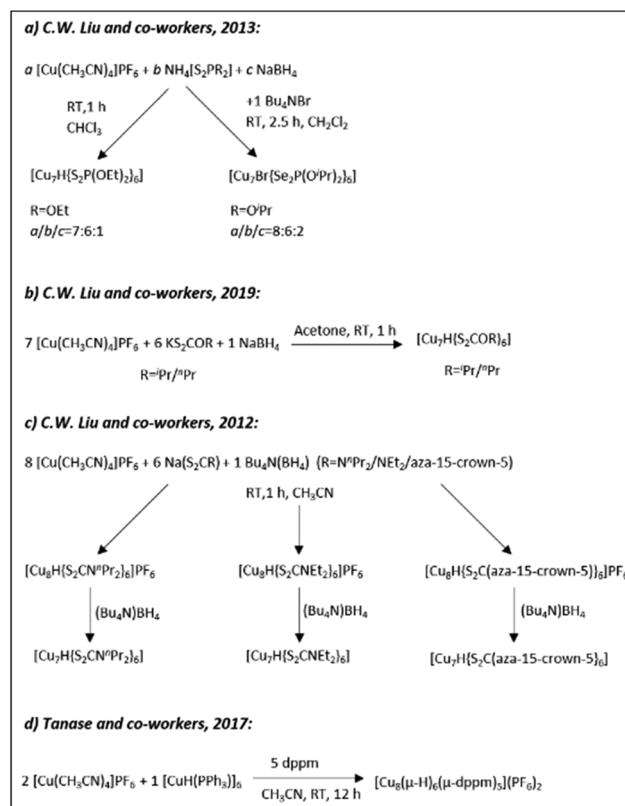 a) C.W. Liu and co-workers, 2013:
a [Cu(CH₃CN)₄]PF₆ + b NH₄[S₂PR₂] + c NaBH₄
RT,1 h
CHCl₃
+1 Bu₄NBr
RT, 2.5 h, CH₂Cl₂
[Cu₇H{S₂P(OEt)₂}₆]
[Cu₇Br{Se₂P(OⁱPr)₂}₆]
R=OEt
R=OⁱPr
a/b/c=7:6:1
a/b/c=8:6:2
b) C.W. Liu and co-workers, 2019:
Acetone, RT, 1 h
7 [Cu(CH₃CN)₄]PF₆ + 6 KS₂COR + 1 NaBH₄
[Cu₇H{S₂COR}₆]
R=ⁱPr/ⁿPr
R=ⁱPr/ⁿPr
c) C.W. Liu and co-workers, 2012:
8 [Cu(CH₃CN)₄]PF₆ + 6 Na(S₂CR) + 1 Bu₄N(BH₄) (R=NⁿPr₂/NEt₂/aza-15-crown-5)
RT,1 h, CH₃CN
[Cu₈H{S₂CNⁿPr₂}₆]PF₆
[Cu₈H{S₂CNEt₂}₆]PF₆
[Cu₈H{S₂C(aza-15-crown-5)}₆]PF₆
(Bu₄N)BH₄
(Bu₄N)BH₄
(Bu₄N)BH₄
[Cu₇H{S₂CNⁿPr₂}₆]
[Cu₇H{S₂CNEt₂}₆]
[Cu₇H{S₂C(aza-15-crown-5}₆]
d) Tanase and co-workers, 2017:
5 dppm
2 [Cu(CH₃CN)₄]PF₆ + 1 [CuH(PPh₃)]₆
[Cu₈(μ-H)₆(μ-dppm)₅](PF₆)₂
CH₃CN, RT, 12 h